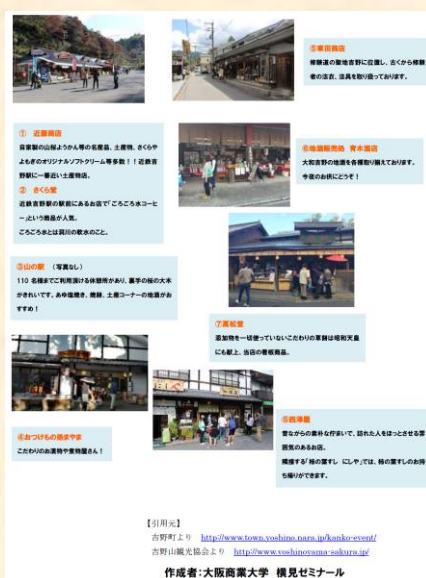 ① 近藤商店
自家製の山桜ようかん等の名産品、土産物、さくらや
よもぎのオリジナルソフトクリーム等多数！！近鉄吉
野駅に一番近い土産物店。
② さくら堂
近鉄吉野駅の駅前にあるお店で「ごろごろ水コーヒ
ー」という商品が人気。
ごろごろ水とは洞川の軟水のこと。
③山の駅 （写真なし）
110 名様までご利用頂ける休憩所があり、裏手の桜の大木
がきれいです。あゆ塩焼き、焼餅、土産コーナーの地酒がお
すすめ！
④おつけもの処まやま
こだわりのお漬物や煮物屋さん！
⑤車田商店
修験道の聖地吉野に位置し、古くから修験
者の法衣、法具を取り扱っております。
⑥地酒販売処 青木酒店
大和吉野の地酒を各種取り揃えております。
今夜のお供にどうぞ！
⑦萬松堂
添加物を一切使っていないこだわりの草餅は昭和天皇
にも献上、当店の看板商品。
⑧西澤屋
昔ながらの素朴な佇まいで、訪れた人をほっとさせる雰
囲気のあるお店。
隣接する「柿の葉すし にしや」では、柿の葉すしのお持
ち帰りができます。
【引用元】
吉野町より http://www.town.yoshino.nara.jp/kanko-event/
吉野山観光協会より http://www.yoshinoyama-sakura.jp/
作成者：大阪商業大学 横見セミナール